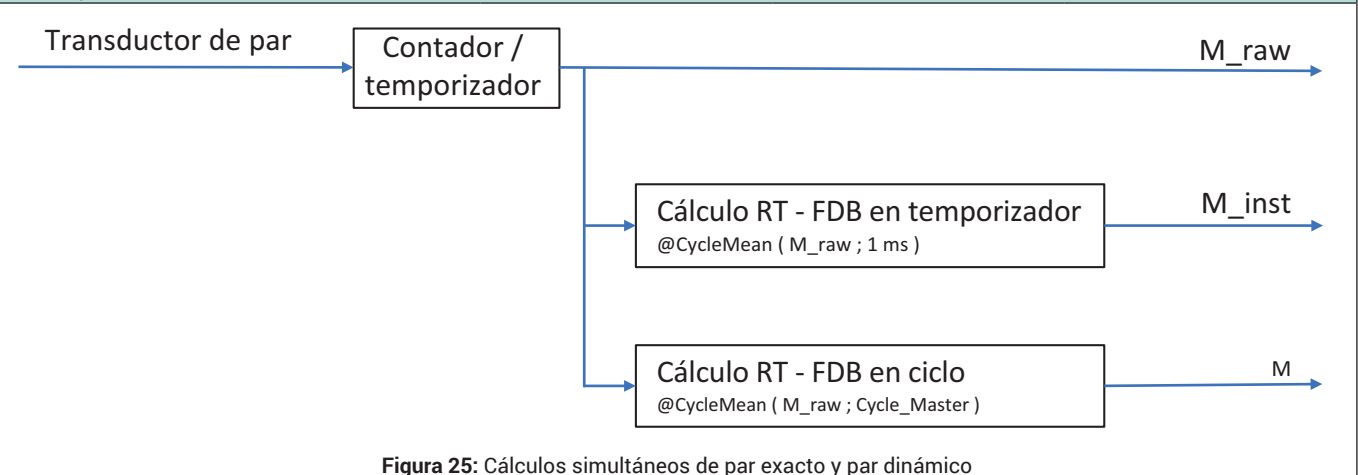 Transductor de par
Contador /
temporizador
M_raw
Cálculo RT - FDB en temporizador
@CycleMean ( M_raw ; 1 ms )
M_inst
Cálculo RT - FDB en ciclo
@CycleMean ( M_raw ; Cycle_Master )
M
Figura 25: Cálculos simultáneos de par exacto y par dinámico